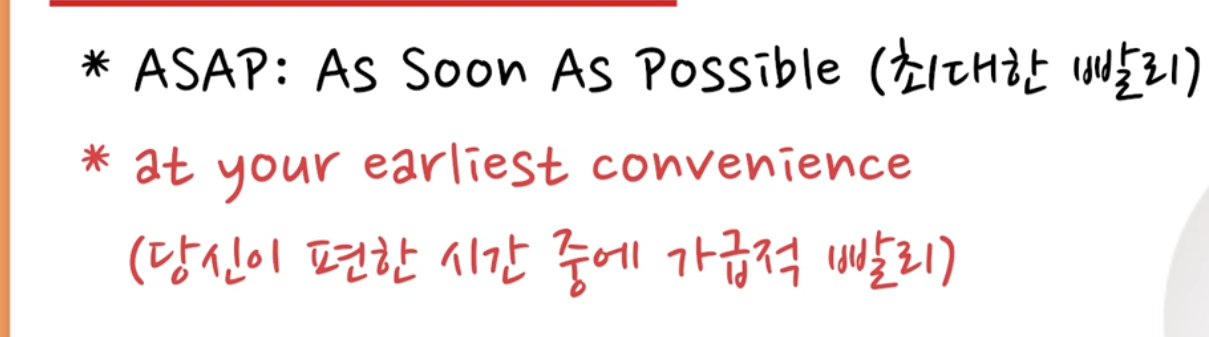 * ASAP: As Soon As Possible (최대한 빨리)
* at your earliest convenience
(당신이 편한 시간 중에 가급적 빨리)